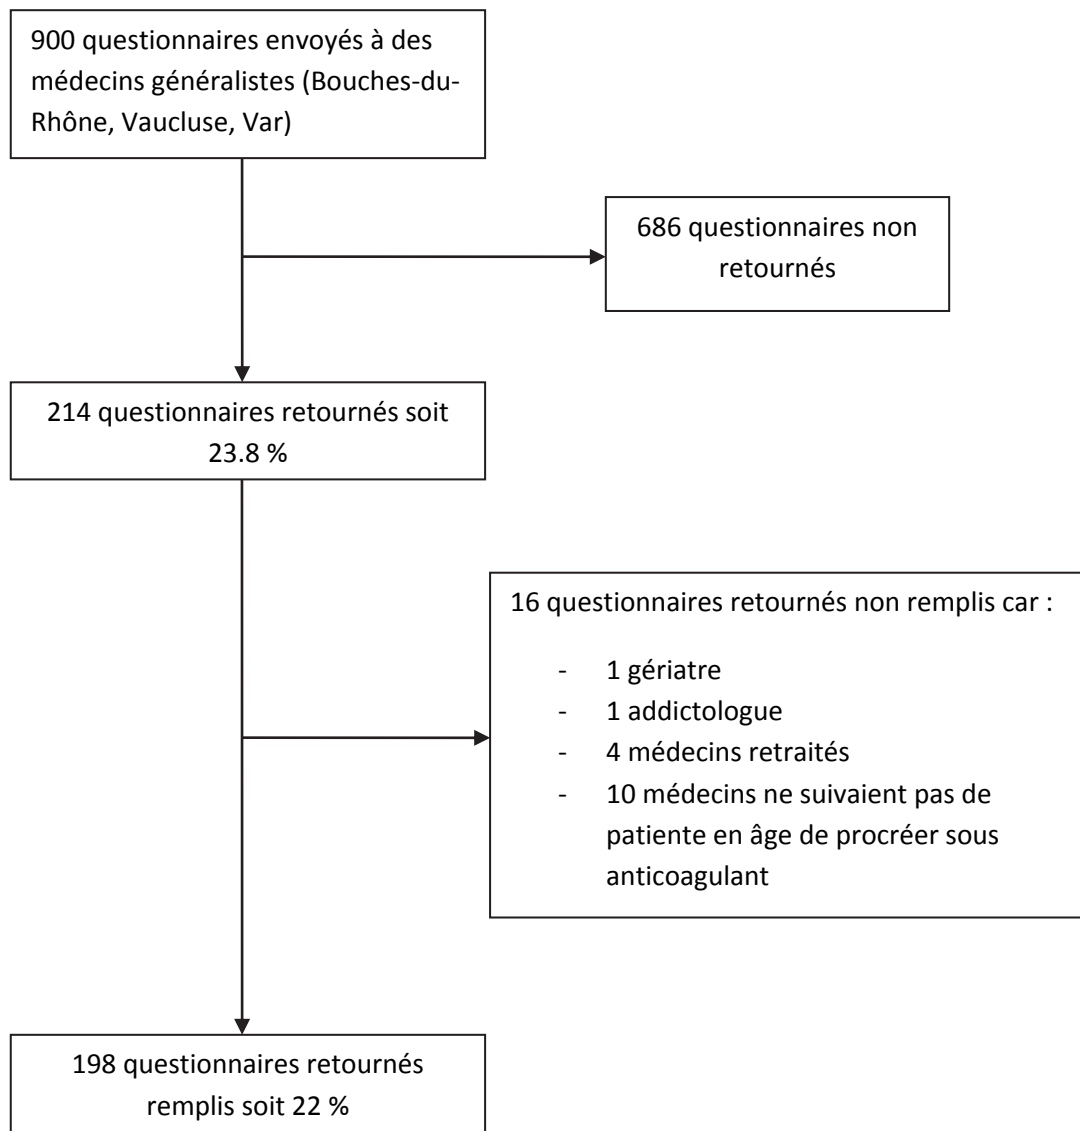 900 questionnaires envoyés à des
médecins généralistes (Bouches-du-
Rhône, Vaucluse, Var)
686 questionnaires non
retournés
214 questionnaires retournés soit
23.8 %
16 questionnaires retournés non remplis car :
- 1 gériatre
- 1 addictologue
- 4 médecins retraités
- 10 médecins ne suivaient pas de
patiente en âge de procréer sous
anticoagulant
198 questionnaires retournés
remplis soit 22 %